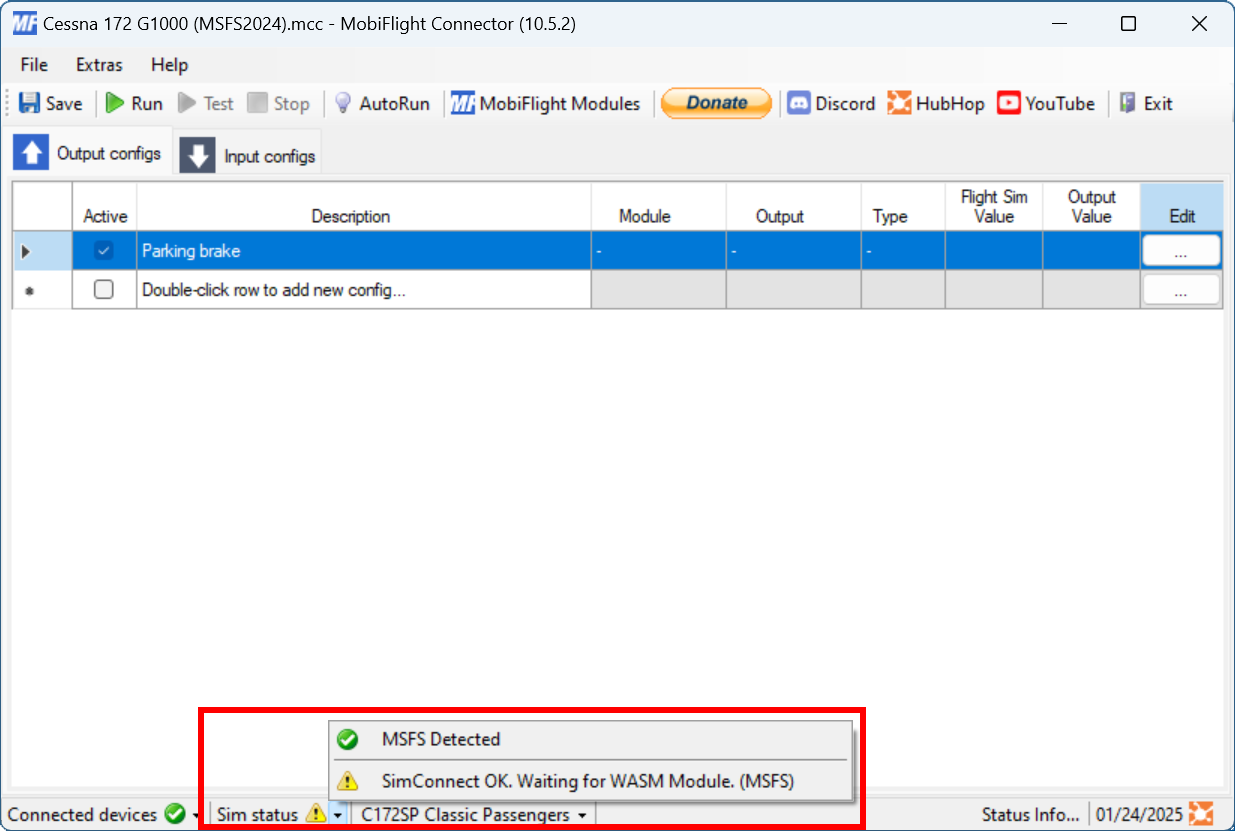 MF Cessna 172 G1000 (MSFS2024).mcc - MobiFlight Connector (10.5.2)
File Extras Help
Save Run Test Stop AutoRun MF MobiFlight Modules Donate Discord HubHop YouTube Exit
Output configs Input configs
Active Description Module Output Type Flight Sim Value Output Value Edit
Parking brake - - - ...
Double-click row to add new config... ...
MSFS Detected
SimConnect OK. Waiting for WASM Module. (MSFS)
Connected devices Sim status C172SP Classic Passengers Status Info... 01/24/2025